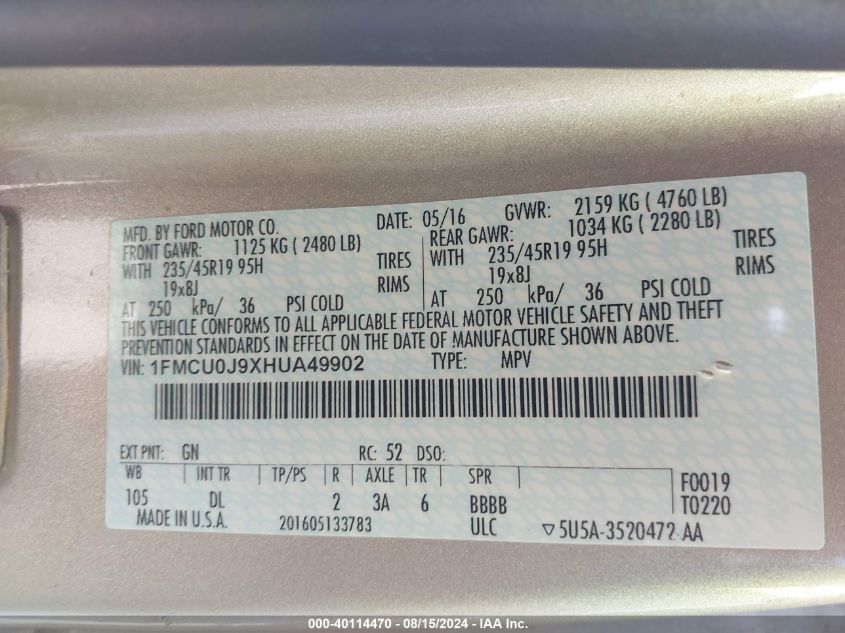 MFD. BY FORD MOTOR CO. DATE: 05/16 GVWR: 2159 KG ( 4760 LB)
FRONT GAWR: 1125 KG ( 2480 LB) REAR GAWR: 1034 KG ( 2280 LB)
WITH 235/45R19 95H TIRES WITH 235/45R19 95H TIRES
19x8J RIMS 19x8J RIMS
AT 250 kPa/ 36 PSI COLD AT 250 kPa/ 36 PSI COLD
THIS VEHICLE CONFORMS TO ALL APPLICABLE FEDERAL MOTOR VEHICLE SAFETY AND THEFT
PREVENTION STANDARDS IN EFFECT ON THE DATE OF MANUFACTURE SHOWN ABOVE.
VIN: 1FMCU0J9XHUA49902 TYPE: MPV
EXT PNT: GN RC: 52 DSO:
WB INT TR TP/PS R AXLE TR SPR F0019
105 DL 2 3A 6 BBBB T0220
MADE IN U.S.A. 201605133783 ULC ▽5U5A-3520472 AA
000-40114470 - 08/15/2024 - IAA Inc.